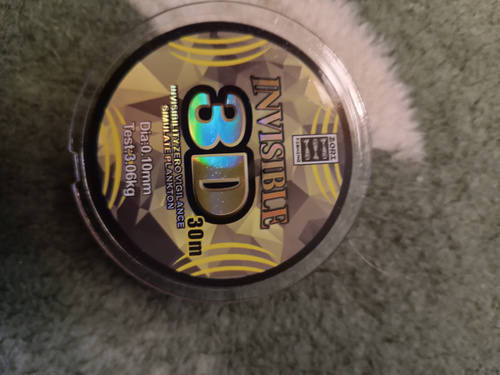 INVISIBLE
3D
30m
INVISIBILITY ZERO VIGILANCE
SIMULATE PLANKTON
Dia:0.10mm
Test:3.06kg